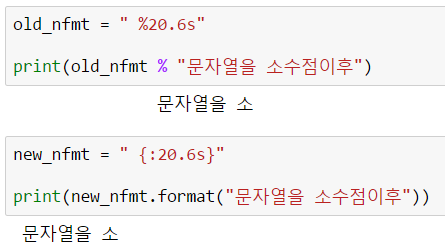 old_nfmt = " %20.6s"
print(old_nfmt % "문자열을 소수점이후")
문자열을 소
new_nfmt = " {:20.6s}"
print(new_nfmt.format("문자열을 소수점이후"))
문자열을 소